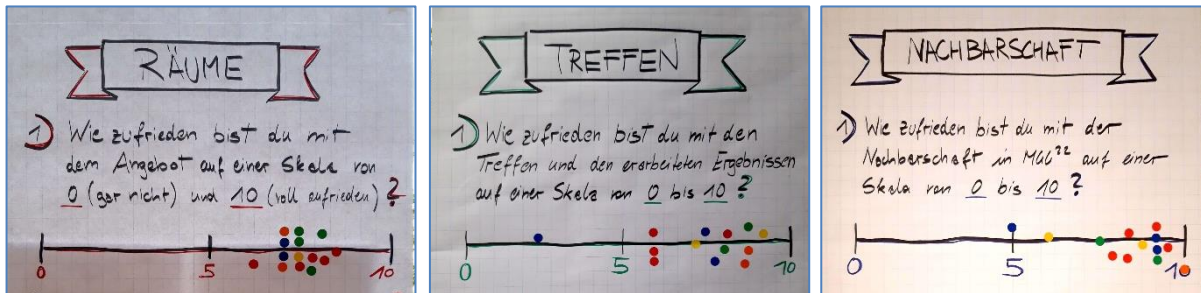 RÄUME
1) Wie zufrieden bist du mit
dem Angebot auf einer Skala von
0 (gar nicht) und 10 (voll zufrieden)?
0 5 10
TREFFEN
1) Wie zufrieden bist du mit den
Treffen und den erarbeiteten Ergebnissen
auf einer Skala von 0 bis 10?
0 5 10
NACHBARSCHAFT
1) Wie zufrieden bist du mit der
Nachbarschaft in MGG²² auf einer
Skala von 0 bis 10?
0 5 10